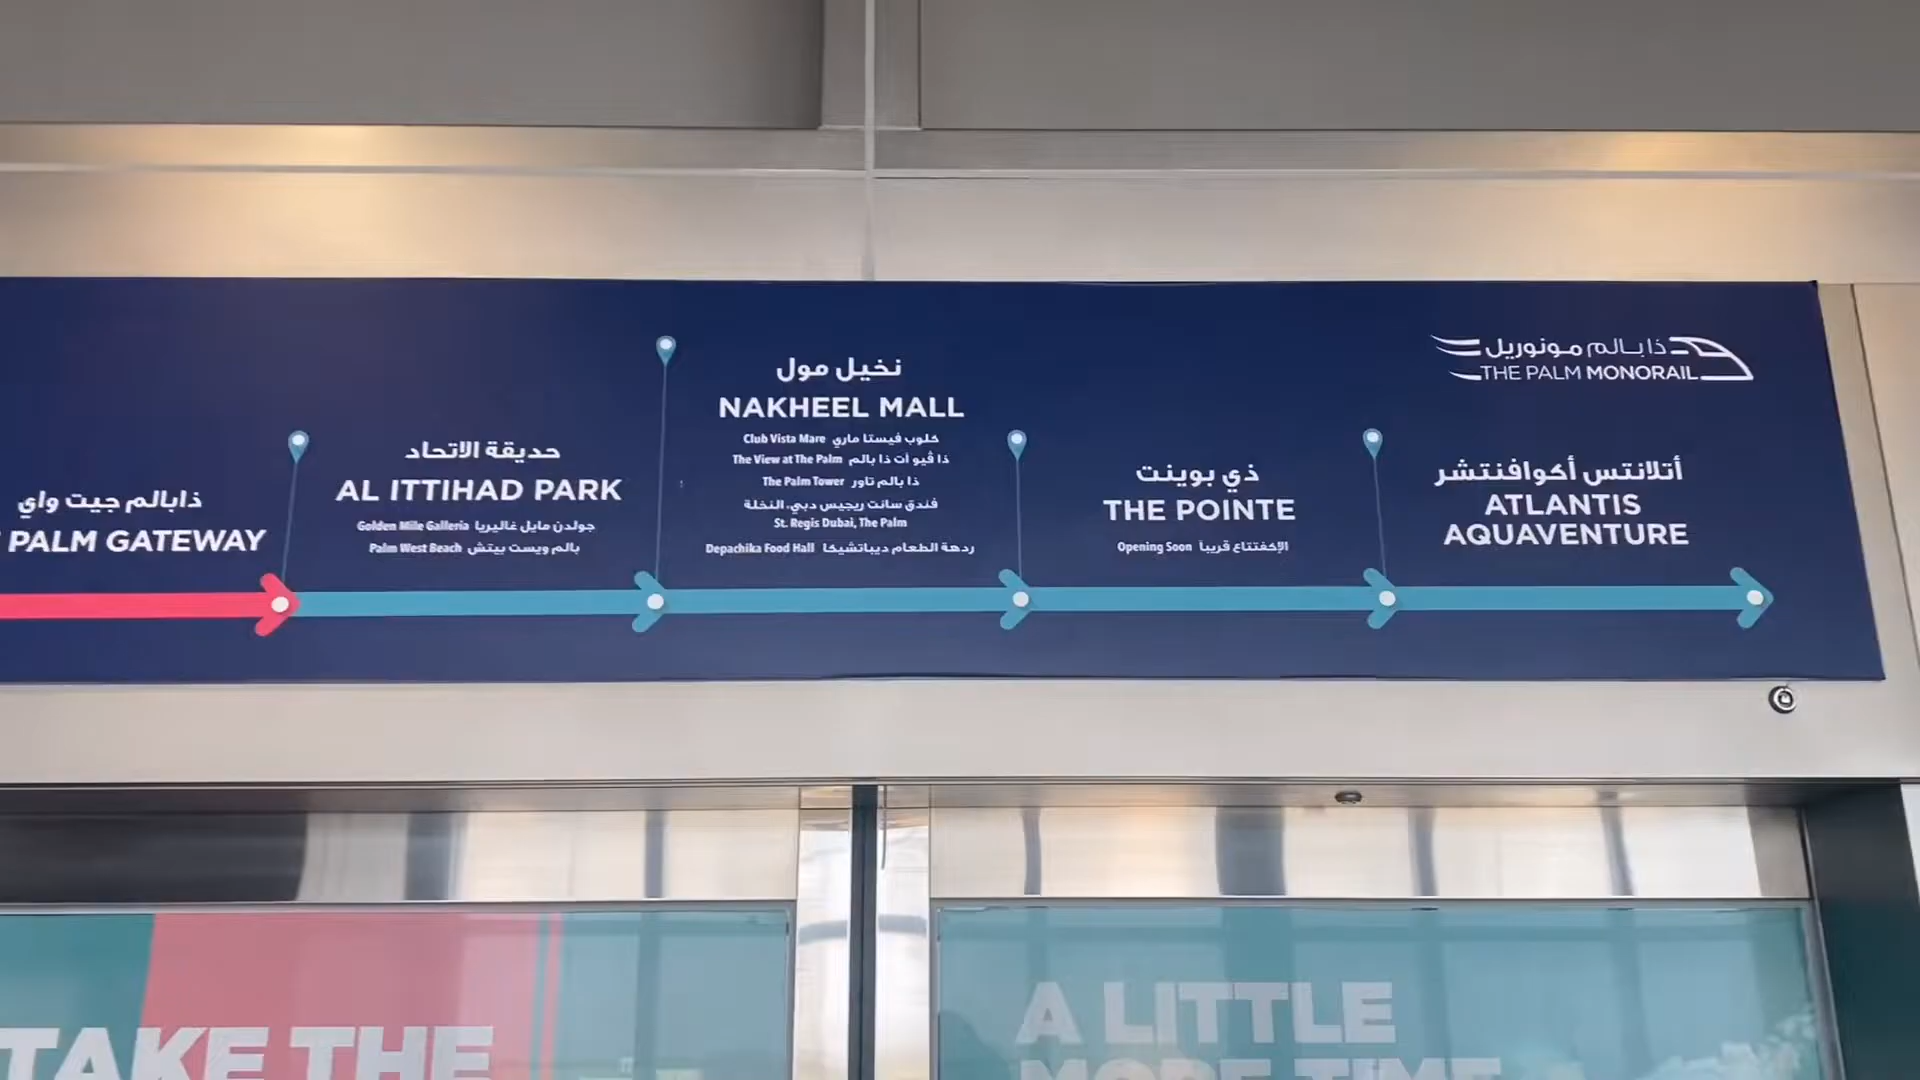 ذا بالم مونوريل
THE PALM MONORAIL
ذابالم جيت واي
PALM GATEWAY
حديقة الاتحاد
AL ITTIHAD PARK
Golden Mile Galleria جولدن مايل غاليريا
Palm West Beach بالم ويست بيتش
نخيل مول
NAKHEEL MALL
Club Vista Mare كلوب فيستا ماري
The View at The Palm ذا ڤيو أت ذا بالم
The Palm Tower ذا بالم تاور
فندق سانت ريجيس دبي، النخلة
St. Regis Dubai, The Palm
Depachika Food Hall ردهة الطعام ديباتشيكا
ذي بوينت
THE POINTE
Opening Soon الإكفتتاع قريباً
أتلانتس أكوافنتشر
ATLANTIS
AQUAVENTURE
TAKE THE
A LITTLE
MORE TIME